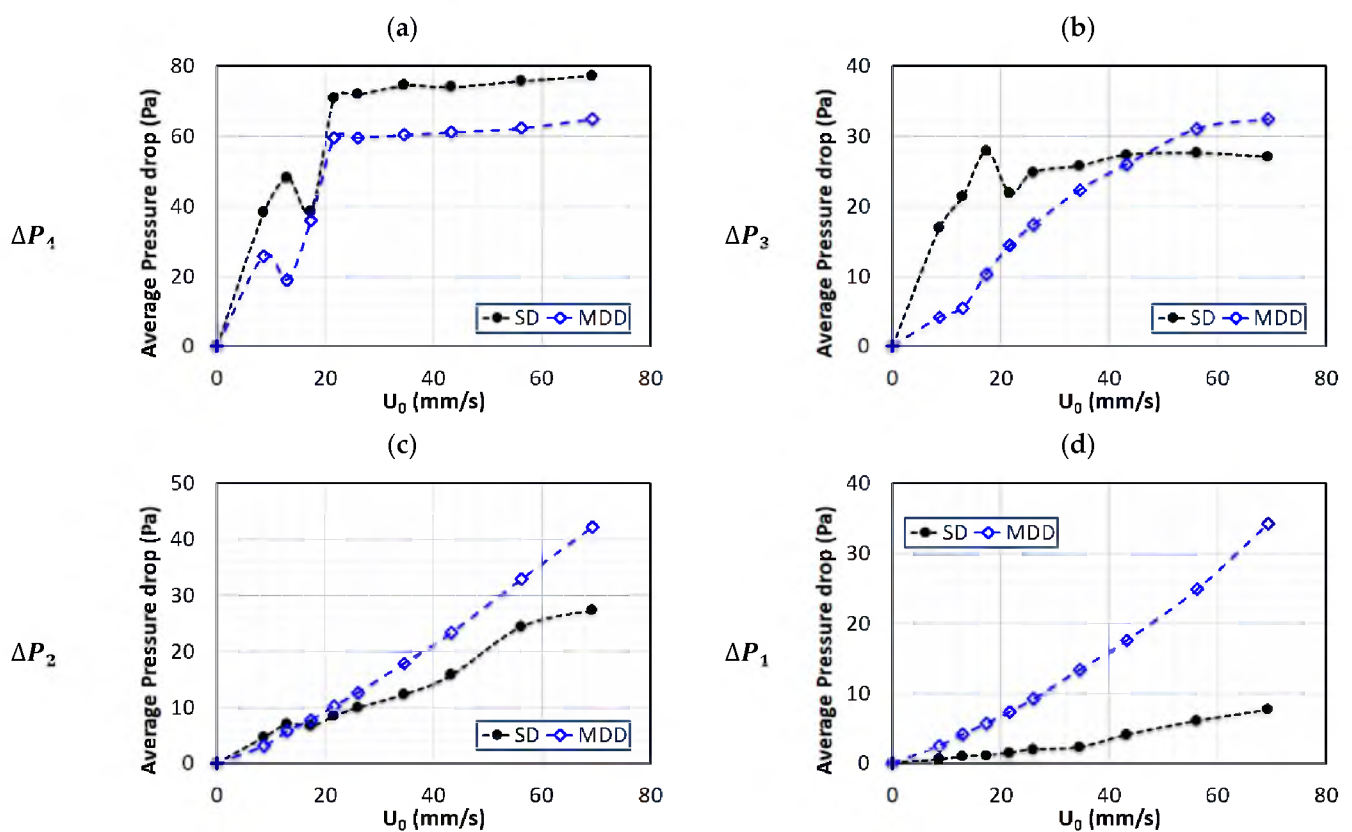 (a)
ΔP4
Average Pressure drop (Pa)
80
60
40
20
0
SD MDD
0 20 40 60 80
U0 (mm/s)
(b)
ΔP3
Average Pressure drop (Pa)
40
30
20
10
0
SD MDD
0 20 40 60 80
U0 (mm/s)
(c)
ΔP2
Average Pressure drop (Pa)
50
40
30
20
10
0
SD MDD
0 20 40 60 80
U0 (mm/s)
(d)
ΔP1
Average Pressure drop (Pa)
40
30
20
10
0
SD MDD
0 20 40 60 80
U0 (mm/s)